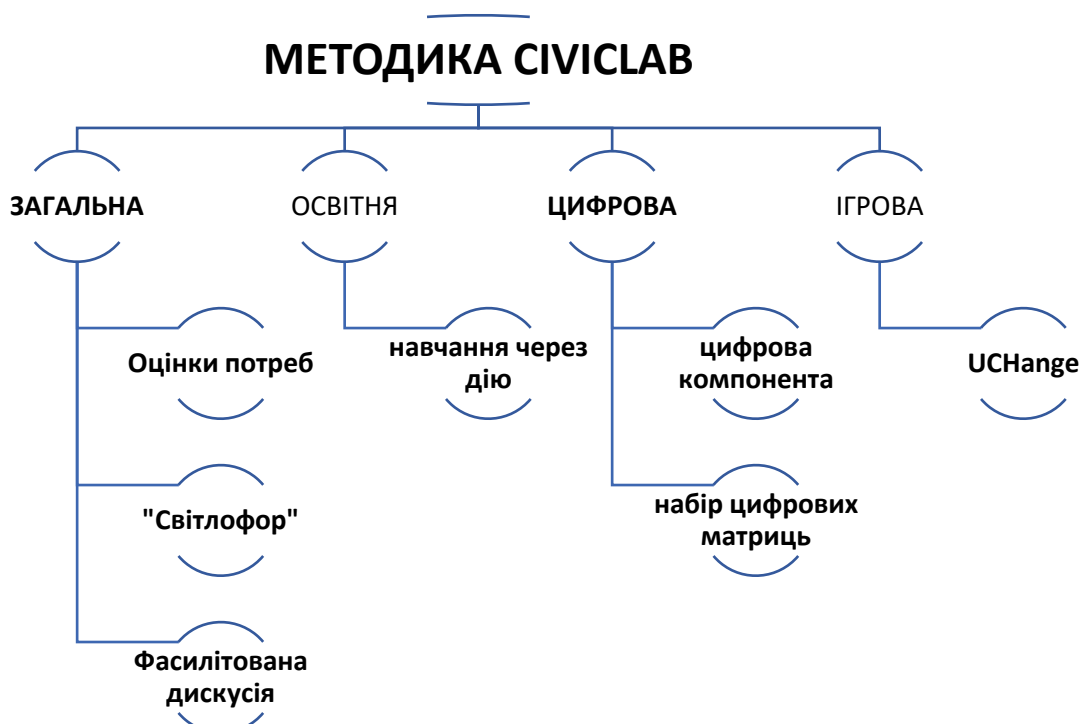 МЕТОДИКА CIVICLAB
ЗАГАЛЬНА
ОСВІТНЯ
ЦИФРОВА
ІГРОВА
Оцінки потреб
навчання через
дію
цифрова
компонента
UCHange
"Світлофор"
набір цифрових
матриць
Фасилітована
дискусія